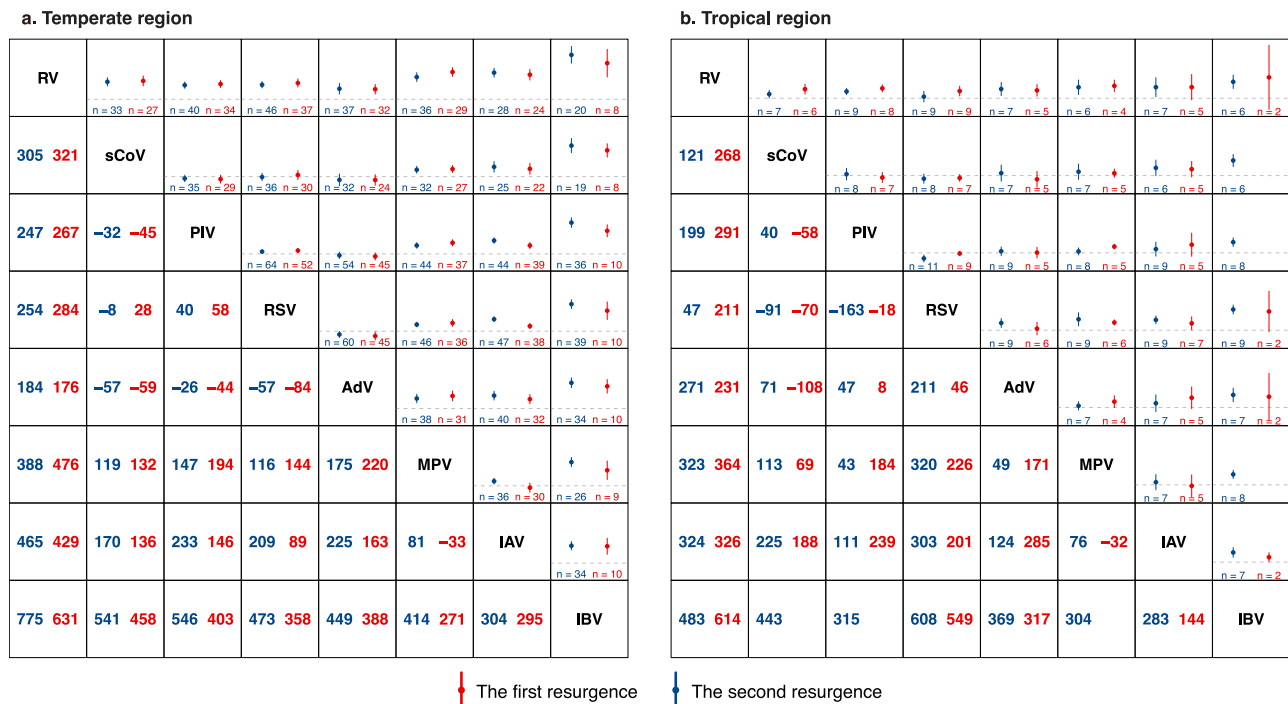 a. Temperate region
RV
n = 33 n = 27 n = 40 n = 34 n = 46 n = 37 n = 37 n = 32 n = 36 n = 29 n = 28 n = 24 n = 20 n = 8
305 321 sCoV
n = 35 n = 29 n = 36 n = 30 n = 32 n = 24 n = 32 n = 27 n = 25 n = 22 n = 19 n = 8
247 267 −32 −45 PIV
n = 64 n = 52 n = 54 n = 45 n = 44 n = 37 n = 44 n = 39 n = 36 n = 10
254 284 −8 28 40 58 RSV
n = 60 n = 45 n = 46 n = 36 n = 47 n = 38 n = 39 n = 10
184 176 −57 −59 −26 −44 −57 −84 AdV
n = 38 n = 31 n = 40 n = 32 n = 34 n = 10
388 476 119 132 147 194 116 144 175 220 MPV
n = 36 n = 30 n = 26 n = 9
465 429 170 136 233 146 209 89 225 163 81 −33 IAV
n = 34 n = 10
775 631 541 458 546 403 473 358 449 388 414 271 304 295 IBV
b. Tropical region
RV
n = 7 n = 6 n = 9 n = 8 n = 9 n = 9 n = 7 n = 5 n = 6 n = 4 n = 7 n = 5 n = 6 n = 2
121 268 sCoV
n = 8 n = 7 n = 8 n = 7 n = 7 n = 5 n = 7 n = 5 n = 6 n = 5 n = 6
199 291 40 −58 PIV
n = 11 n = 9 n = 9 n = 5 n = 8 n = 5 n = 9 n = 5 n = 8
47 211 −91 −70 −163 −18 RSV
n = 9 n = 6 n = 9 n = 6 n = 9 n = 7 n = 9 n = 2
271 231 71 −108 47 8 211 46 AdV
n = 7 n = 4 n = 7 n = 5 n = 7 n = 2
323 364 113 69 43 184 320 226 49 171 MPV
n = 7 n = 5 n = 8
324 326 225 188 111 239 303 201 124 285 76 −32 IAV
n = 7 n = 2
483 614 443 315 608 549 369 317 304 283 144 IBV
The first resurgence
The second resurgence